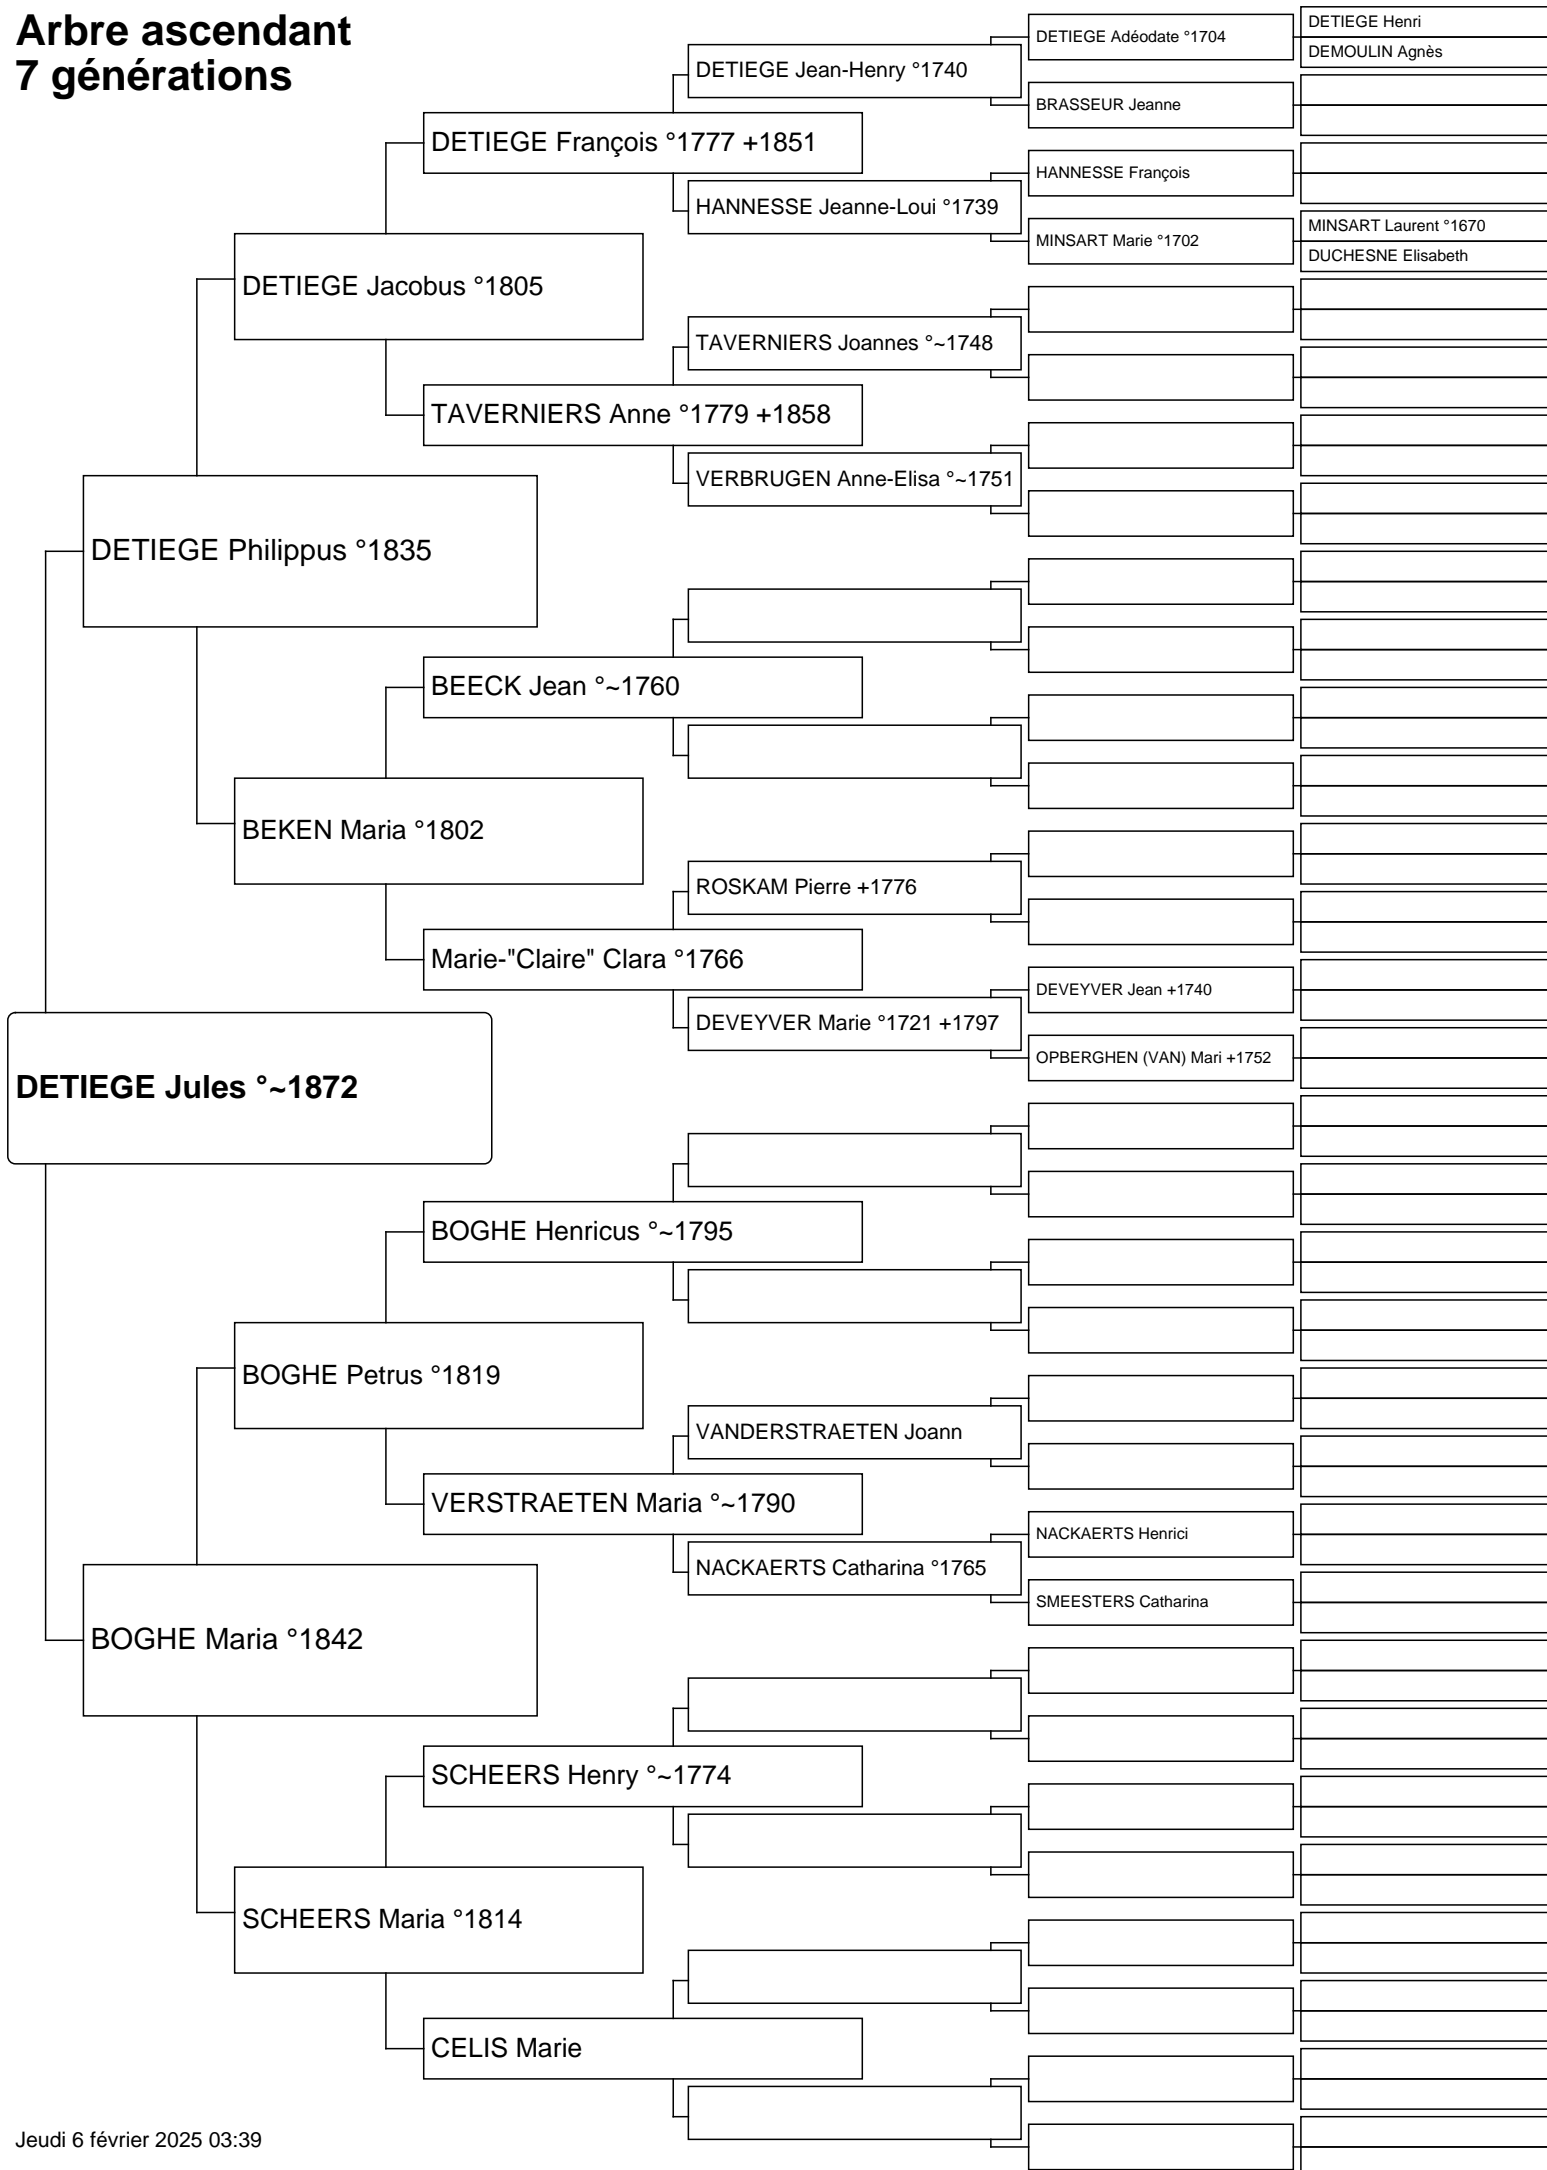 Arbre ascendant
7 générations
DETIEGE Henri
DETIEGE Adéodate °1704
DEMOULIN Agnès
DETIEGE Jean-Henry °1740
BRASSEUR Jeanne
DETIEGE François °1777 +1851
HANNESSE François
HANNESSE Jeanne-Loui °1739
MINSART Laurent °1670
MINSART Marie °1702
DUCHESNE Elisabeth
DETIEGE Jacobus °1805
TAVERNIERS Joannes °~1748
TAVERNIERS Anne °1779 +1858
VERBRUGEN Anne-Elisa °~1751
DETIEGE Philippus °1835
BEECK Jean °~1760
BEKEN Maria °1802
ROSKAM Pierre +1776
Marie-"Claire" Clara °1766
DEVEYVER Jean +1740
DEVEYVER Marie °1721 +1797
OPBERGHEN (VAN) Mari +1752
DETIEGE Jules °~1872
BOGHE Henricus °~1795
BOGHE Petrus °1819
VANDERSTRAETEN Joann
VERSTRAETEN Maria °~1790
NACKAERTS Henrici
NACKAERTS Catharina °1765
SMEESTERS Catharina
BOGHE Maria °1842
SCHEERS Henry °~1774
SCHEERS Maria °1814
CELIS Marie
Jeudi 6 février 2025 03:39